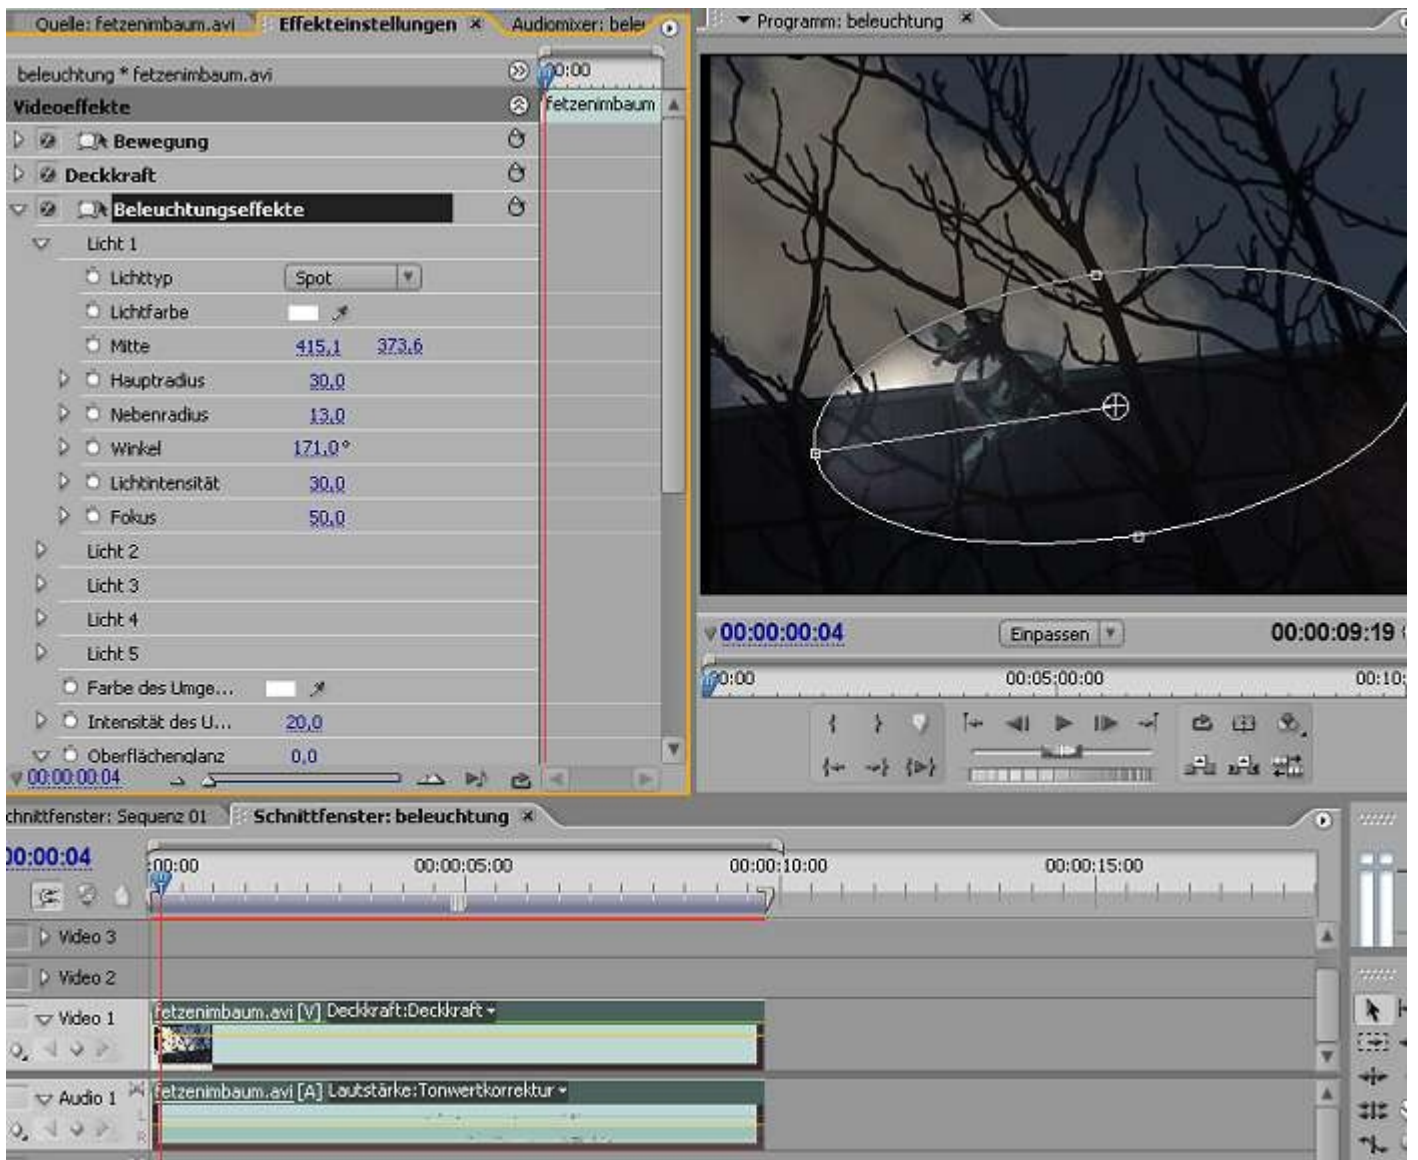 Quelle: fetzenimbaum.avi
Effekteinstellungen
Audiomixer: beleu
beleuchtung * fetzenimbaum.avi
00:00
Videoeffekte
fetzenimbaum
Bewegung
Deckkraft
Beleuchtungseffekte
Licht 1
Lichttyp Spot
Lichtfarbe
Mitte 415,1 373,6
Hauptradius 30,0
Nebenradius 13,0
Winkel 171,0°
Lichtintensität 30,0
Fokus 50,0
Licht 2
Licht 3
Licht 4
Licht 5
Farbe des Umge...
Intensität des U... 20,0
Oberflächenglanz 0,0
00:00:00:04
Programm: beleuchtung
00:00:00:04 Einpassen 00:00:09:19
00:00 00:05:00:00 00:10:
chnittfenster: Sequenz 01
Schnittfenster: beleuchtung
00:00:04
:00:00 00:00:05:00 00:00:10:00 00:00:15:00
Video 3
Video 2
Video 1
fetzenimbaum.avi [V] Deckkraft:Deckkraft
Audio 1
fetzenimbaum.avi [A] Lautstärke:Tonwertkorrektur
L
R